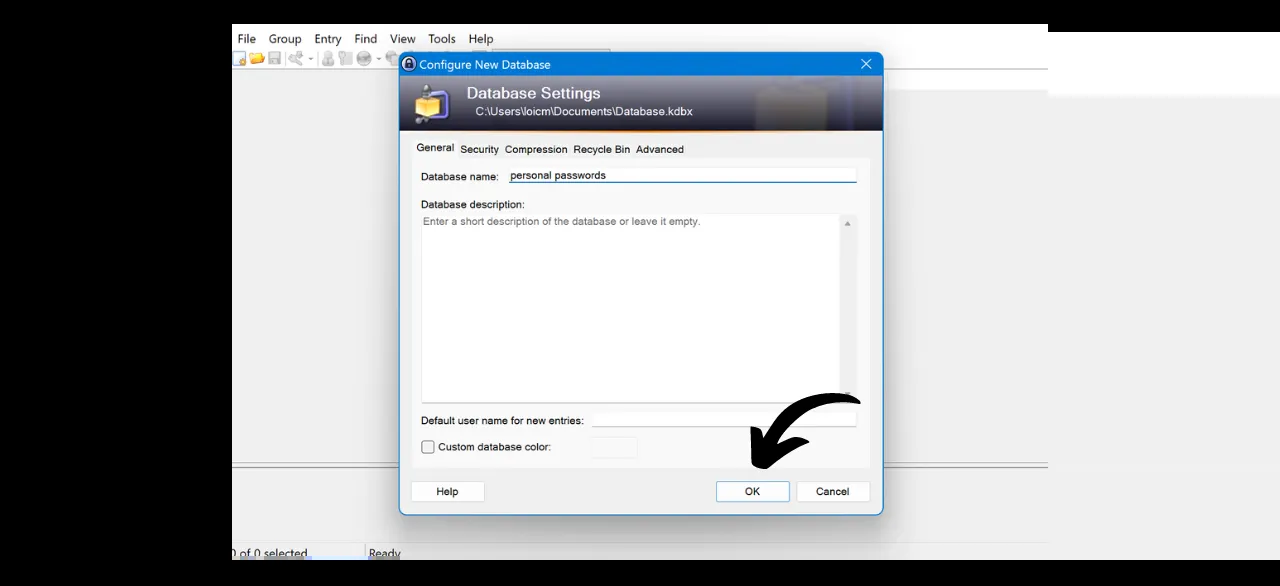 File Group Entry Find View Tools Help
Configure New Database
Database Settings
C:\Users\loicm\Documents\Database.kdbx
General Security Compression Recycle Bin Advanced
Database name: personal passwords
Database description:
Enter a short description of the database or leave it empty.
Default user name for new entries:
Custom database color:
Help OK Cancel
0 of 0 selected Ready